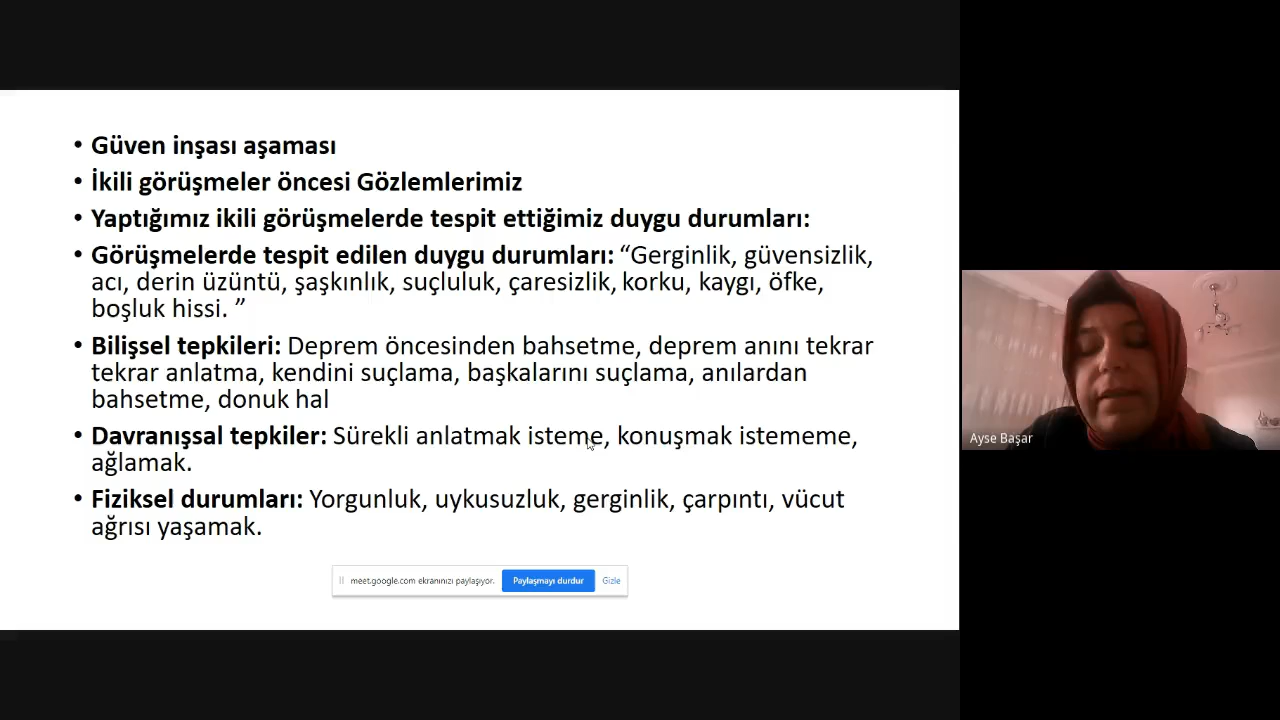 • Güven inşası aşaması
• İkili görüşmeler öncesi Gözlemlerimiz
• Yaptığımız ikili görüşmelerde tespit ettiğimiz duygu durumları:
• Görüşmelerde tespit edilen duygu durumları: “Gerginlik, güvensizlik,
acı, derin üzüntü, şaşkınlık, suçluluk, çaresizlik, korku, kaygı, öfke,
boşluk hissi. ”
• Bilişsel tepkileri: Deprem öncesinden bahsetme, deprem anını tekrar
tekrar anlatma, kendini suçlama, başkalarını suçlama, anılardan
bahsetme, donuk hal
• Davranışsal tepkiler: Sürekli anlatmak isteme, konuşmak istememe,
ağlamak.
• Fiziksel durumları: Yorgunluk, uykusuzluk, gerginlik, çarpıntı, vücut
ağrısı yaşamak.
meet.google.com ekranınızı paylaşıyor. Paylaşmayı durdur Gizle
Ayse Başar